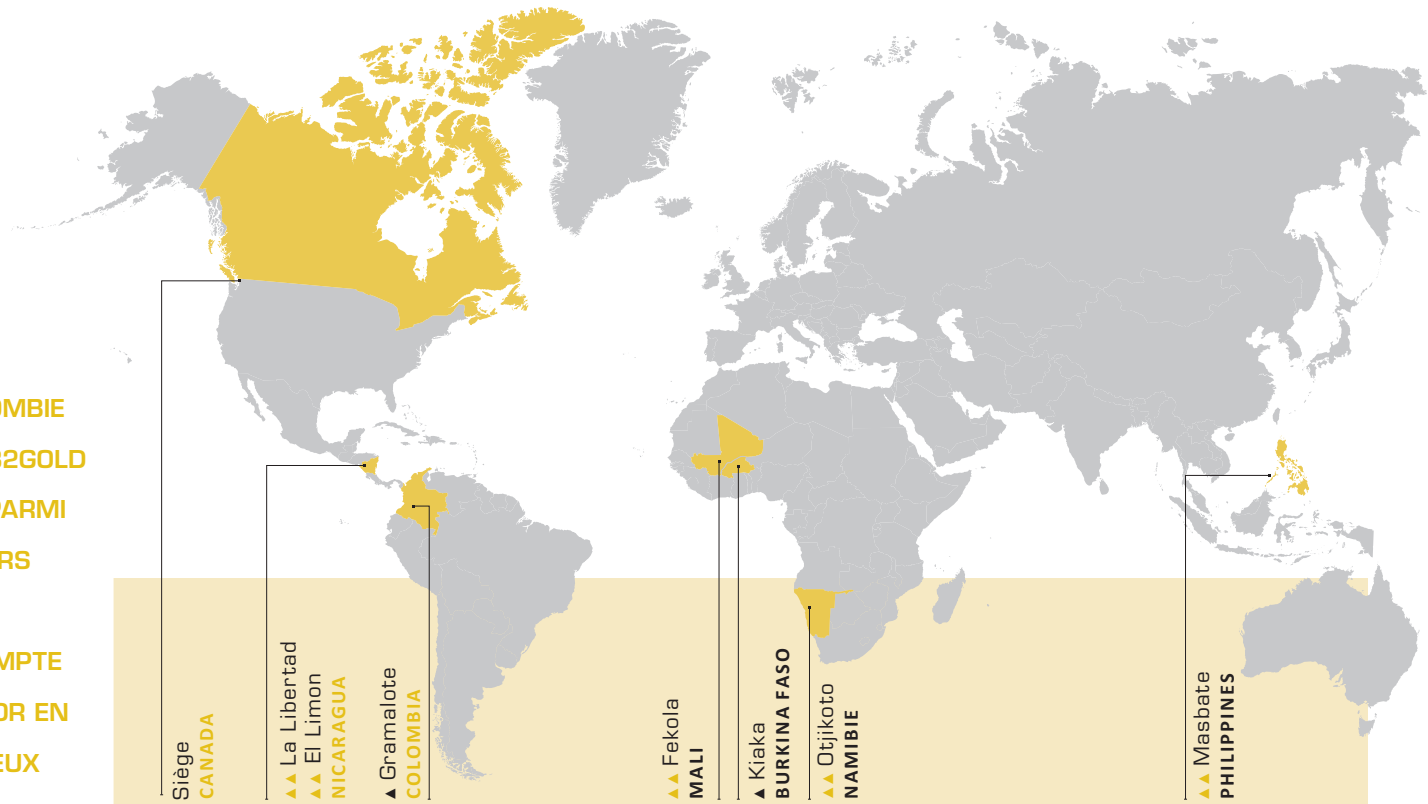 OMBIE
B2GOLD
PARMI
RS
MPTE
OR EN
EUX
Siège
CANADA
▲▲ La Libertad
▲▲ El Limon
NICARAGUA
▲ Gramalote
COLOMBIA
▲▲ Fekola
MALI
▲ Kiaka
BURKINA FASO
▲▲ Otjikoto
NAMIBIE
▲▲ Masbate
PHILIPPINES